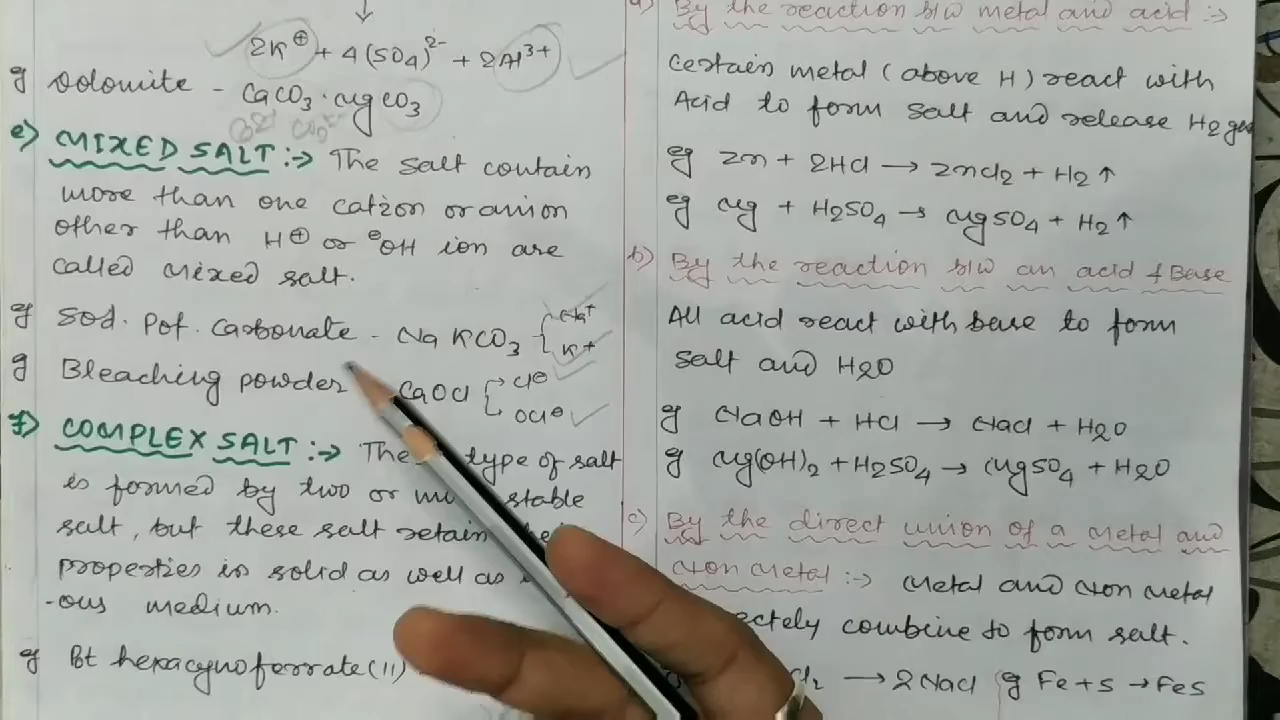 2K⊕ + 4(SO4)2- + 2Al3+
eg Dolomite - CaCO3·MgCO3
e) MIXED SALT :→ The salt contain
more than one cation or anion
other than H⊕ or ⊖OH ion are
called Mixed salt.
eg Sod. Pot. Carbonate - NaKCO3 Na+
K+
eg Bleaching powder CaOCl Cl⊖
OCl⊖
f) COMPLEX SALT :→ The type of salt
is formed by two or stable
salt, but these salt retain
properties in solid as well as
-ous medium.
eg Pot hexacynoferrate(II)
a) By the reaction b/w metal and acid :→
Certain metal (above H) react with
Acid to form salt and release H2 gas
eg Zn + 2HCl → ZnCl2 + H2↑
eg Mg + H2SO4 → MgSO4 + H2↑
b) By the reaction b/w an acid & Base
All acid react with base to form
salt and H2O
eg NaOH + HCl → NaCl + H2O
eg Mg(OH)2 + H2SO4 → MgSO4 + H2O
c) By the direct union of a Metal and
Non Metal :→ Metal and Non Metal
ectely combine to form salt.
Cl2 → 2NaCl eg Fe+S → FeS